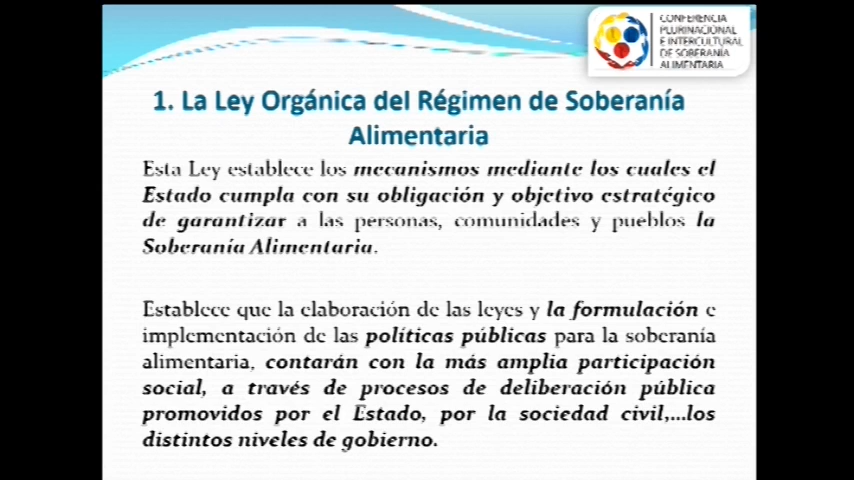 CONFERENCIA
PLURINACIONAL
E INTERCULTURAL
DE SOBERANÍA
ALIMENTARIA
1. La Ley Orgánica del Régimen de Soberanía
Alimentaria
Esta Ley establece los mecanismos mediante los cuales el
Estado cumpla con su obligación y objetivo estratégico
de garantizar a las personas, comunidades y pueblos la
Soberanía Alimentaria.
Establece que la elaboración de las leyes y la formulación e
implementación de las políticas públicas para la soberanía
alimentaria, contarán con la más amplia participación
social, a través de procesos de deliberación pública
promovidos por el Estado, por la sociedad civil,...los
distintos niveles de gobierno.